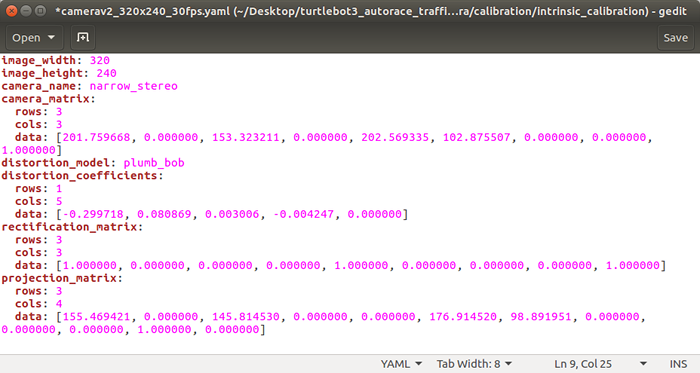 *camerav2_320x240_30fps.yaml (~/Desktop/turtlebot3_autorace_traffi...ra/calibration/intrinsic_calibration) - gedit
Open Save
image_width: 320
image_height: 240
camera_name: narrow_stereo
camera_matrix:
  rows: 3
  cols: 3
  data: [201.759668, 0.000000, 153.323211, 0.000000, 202.569335, 102.875507, 0.000000, 0.000000,
1.000000]
distortion_model: plumb_bob
distortion_coefficients:
  rows: 1
  cols: 5
  data: [-0.299718, 0.080869, 0.003006, -0.004247, 0.000000]
rectification_matrix:
  rows: 3
  cols: 3
  data: [1.000000, 0.000000, 0.000000, 0.000000, 1.000000, 0.000000, 0.000000, 0.000000, 1.000000]
projection_matrix:
  rows: 3
  cols: 4
  data: [155.469421, 0.000000, 145.814530, 0.000000, 0.000000, 176.914520, 98.891951, 0.000000,
0.000000, 0.000000, 1.000000, 0.000000]
YAML Tab Width: 8 Ln 9, Col 25 INS